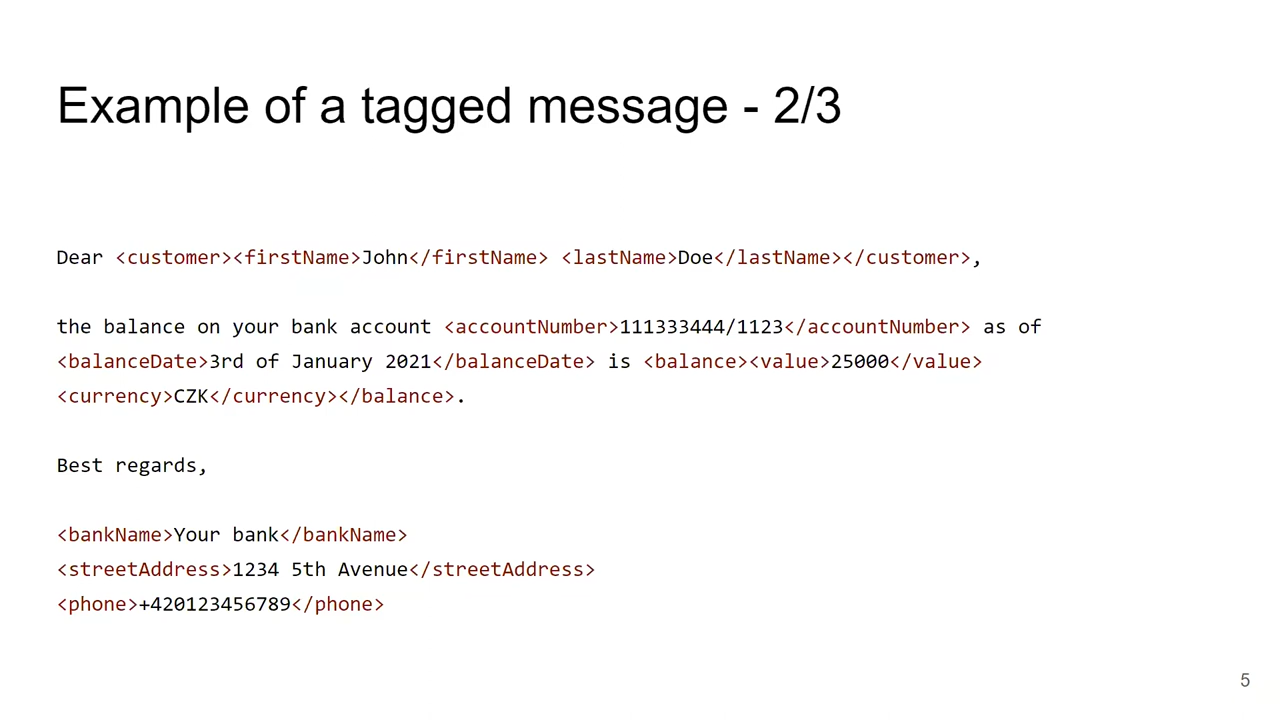 Example of a tagged message - 2/3
Dear <customer><firstName>John</firstName> <lastName>Doe</lastName></customer>,
the balance on your bank account <accountNumber>111333444/1123</accountNumber> as of
<balanceDate>3rd of January 2021</balanceDate> is <balance><value>25000</value>
<currency>CZK</currency></balance>.
Best regards,
<bankName>Your bank</bankName>
<streetAddress>1234 5th Avenue</streetAddress>
<phone>+420123456789</phone>
5